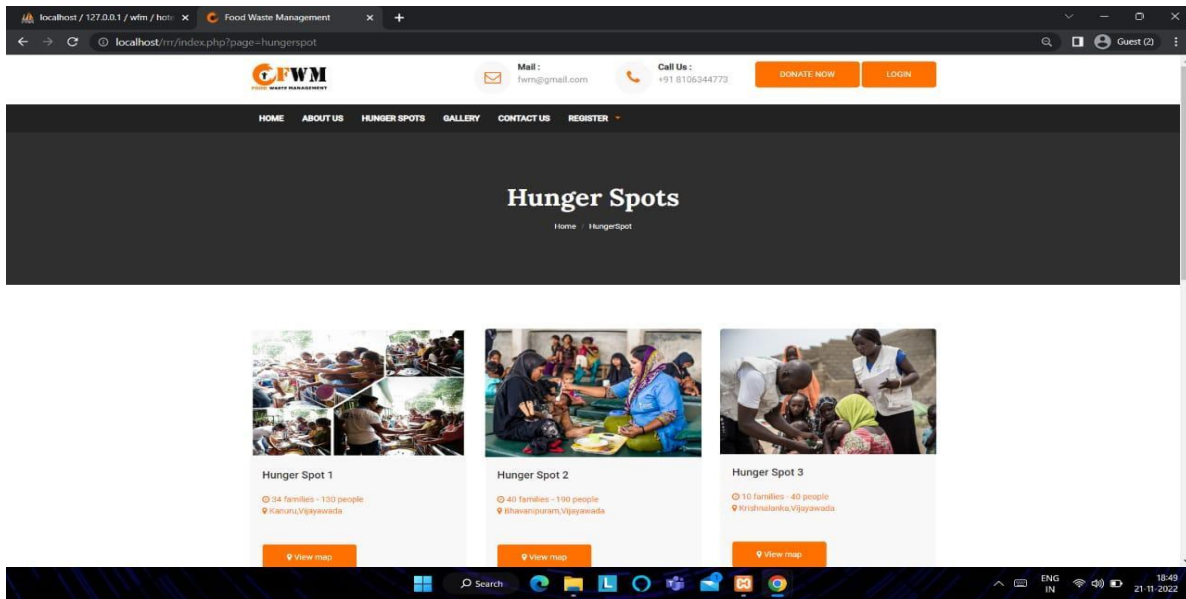 localhost / 127.0.0.1 / wfm / hote
Food Waste Management
localhost/rrr/index.php?page=hungerspot
Guest (2)
FWM
FOOD WASTE MANAGEMENT
Mail :
fwm@gmail.com
Call Us :
+91 8106344773
DONATE NOW
LOGIN
HOME ABOUT US HUNGER SPOTS GALLERY CONTACT US REGISTER
Hunger Spots
Home / HungerSpot
Hunger Spot 1
34 families - 130 people
Kanuru,Vijayawada
View map
Hunger Spot 2
40 families - 190 people
Bhavanipuram,Vijayawada
View map
Hunger Spot 3
10 families - 40 people
Krishnalanka,Vijayawada
View map
Search
L
ENG
IN
18:49
21-11-2022